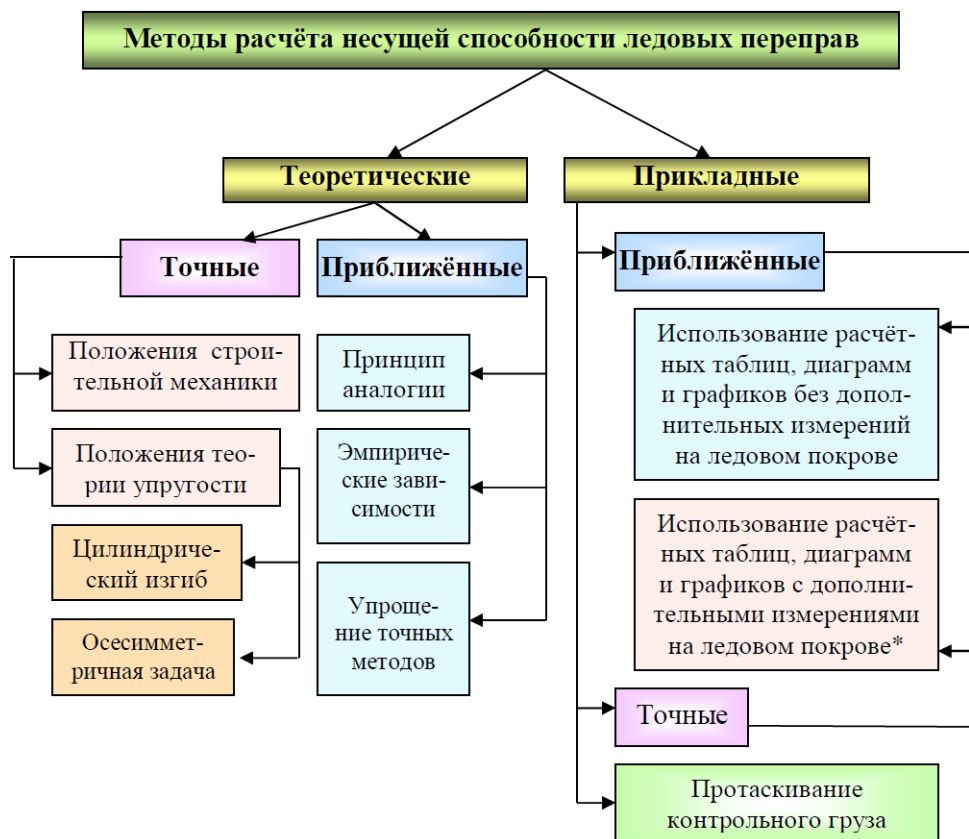 Методы расчёта несущей способности ледовых переправ
Теоретические
Прикладные
Точные
Приближённые
Положения строи-
тельной механики
Положения тео-
рии упругости
Цилиндриче-
ский изгиб
Осесиммет-
ричная задача
Принцип
аналогии
Эмпириче-
ские зави-
симости
Упроще-
ние точных
методов
Приближённые
Использование расчёт-
ных таблиц, диаграмм
и графиков без допол-
нительных измерений
на ледовом покрове
Использование расчёт-
ных таблиц, диаграмм
и графиков с дополни-
тельными измерениями
на ледовом покрове*
Точные
Протаскивание
контрольного груза